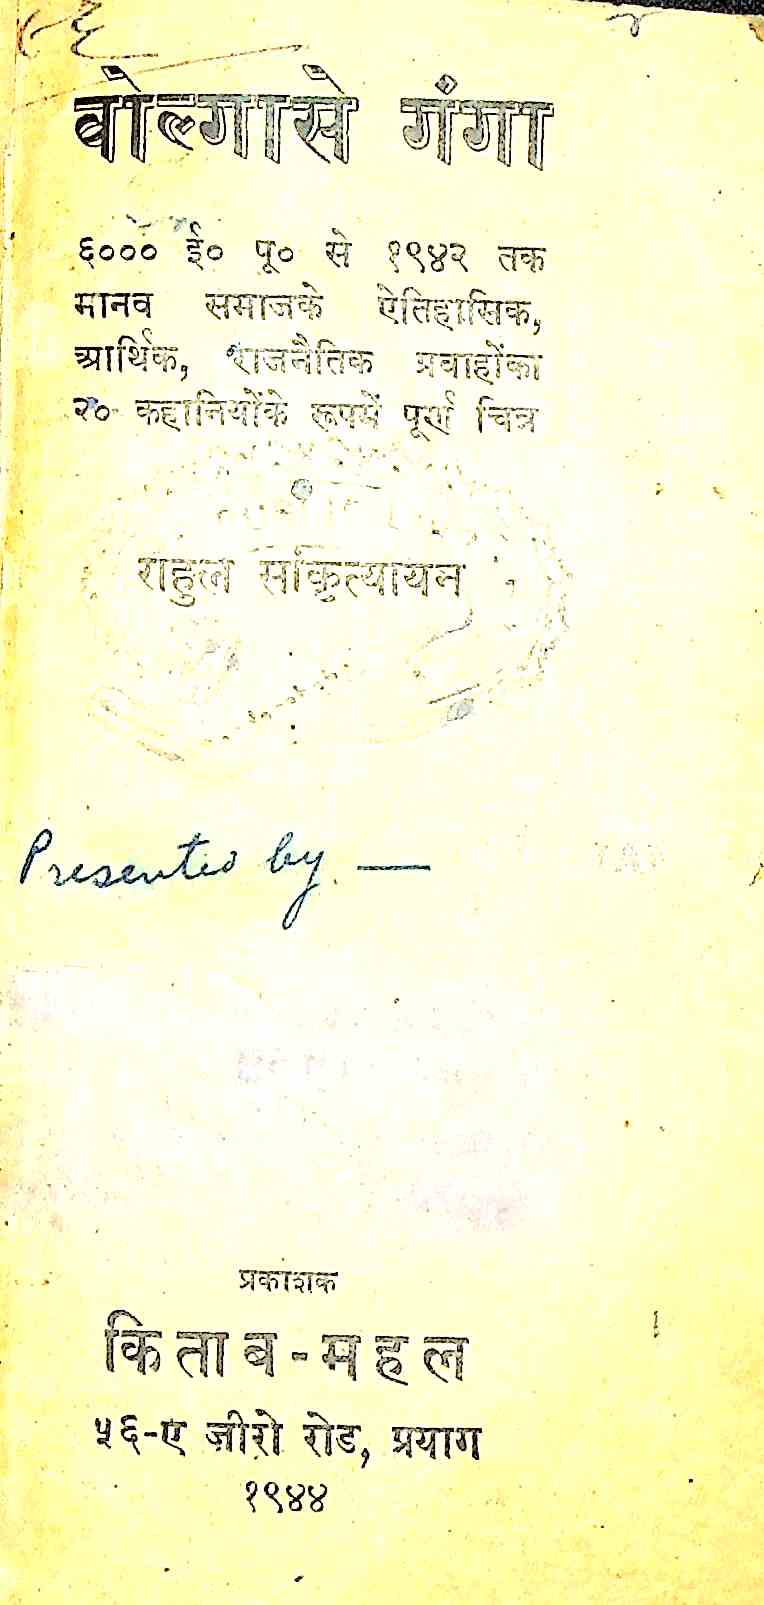 वोल्गासे गंगा
६००० ई० पू० से १९४२ तक
मानव समाजके ऐतिहासिक,
आर्थिक, राजनैतिक प्रवाहोंका
२० कहानियोंके रूपमें पूर्ण चित्र
राहुल सांकृत्यायन
Presented by —
प्रकाशक
किताब-महल
५६-ए ज़ीरो रोड, प्रयाग
१९४४